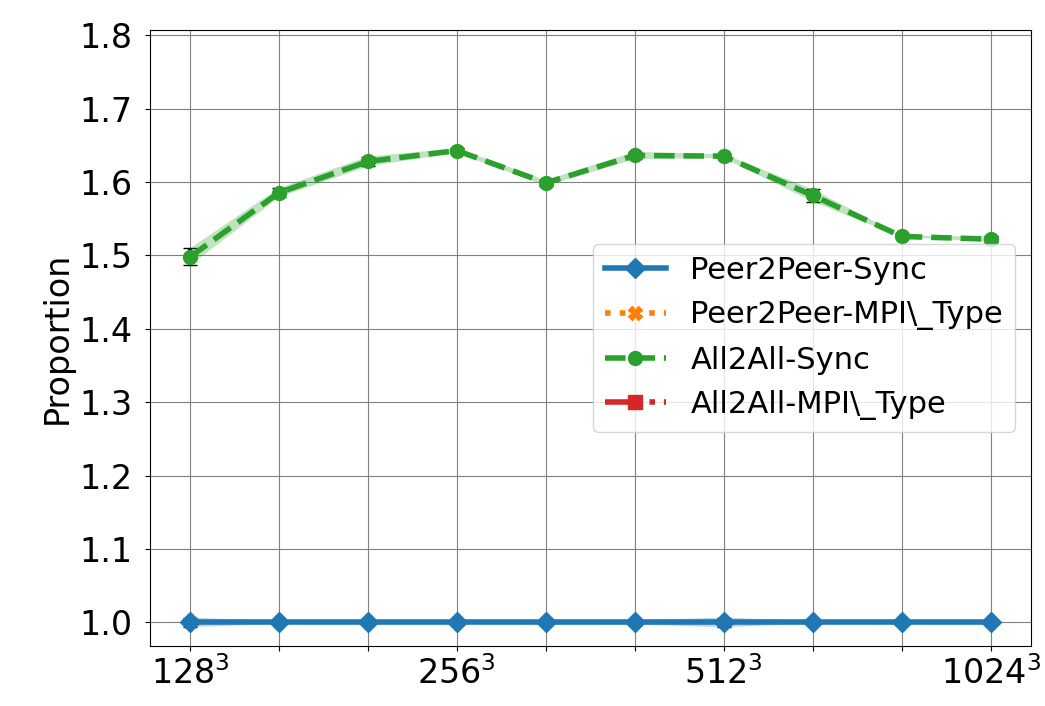 Proportion
1.8
1.7
1.6
1.5
1.4
1.3
1.2
1.1
1.0
128³
256³
512³
1024³
Peer2Peer-Sync
Peer2Peer-MPI\_Type
All2All-Sync
All2All-MPI\_Type